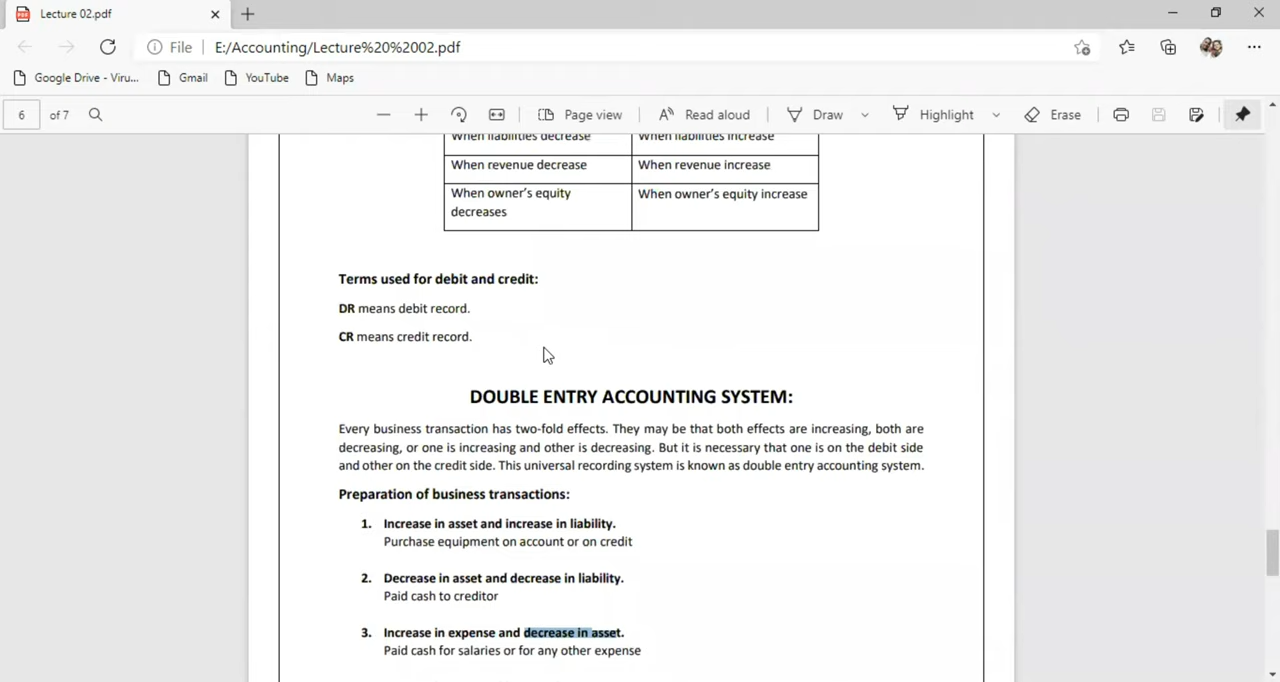 Lecture 02.pdf
File E:/Accounting/Lecture%20%2002.pdf
Google Drive - Viru... Gmail YouTube Maps
6 of 7 Page view Read aloud Draw Highlight Erase
When liabilities decrease When liabilities increase
When revenue decrease When revenue increase
When owner's equity When owner's equity increase
decreases
Terms used for debit and credit:
DR means debit record.
CR means credit record.
DOUBLE ENTRY ACCOUNTING SYSTEM:
Every business transaction has two-fold effects. They may be that both effects are increasing, both are
decreasing, or one is increasing and other is decreasing. But it is necessary that one is on the debit side
and other on the credit side. This universal recording system is known as double entry accounting system.
Preparation of business transactions:
1. Increase in asset and increase in liability.
Purchase equipment on account or on credit
2. Decrease in asset and decrease in liability.
Paid cash to creditor
3. Increase in expense and decrease in asset.
Paid cash for salaries or for any other expense